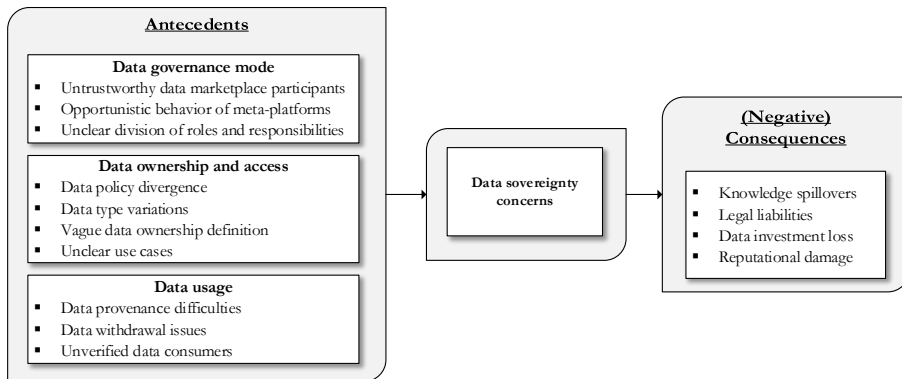 Antecedents
Data governance mode
▪ Untrustworthy data marketplace participants
▪ Opportunistic behavior of meta-platforms
▪ Unclear division of roles and responsibilities
Data ownership and access
▪ Data policy divergence
▪ Data type variations
▪ Vague data ownership definition
▪ Unclear use cases
Data usage
▪ Data provenance difficulties
▪ Data withdrawal issues
▪ Unverified data consumers
Data sovereignty
concerns
(Negative)
Consequences
▪ Knowledge spillovers
▪ Legal liabilities
▪ Data investment loss
▪ Reputational damage